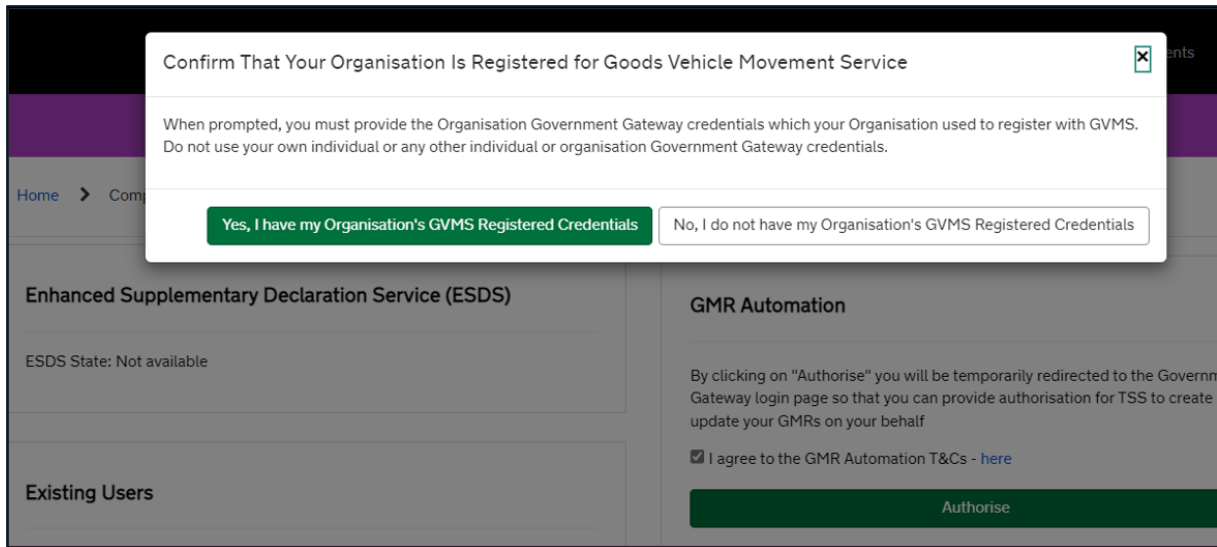 Confirm That Your Organisation Is Registered for Goods Vehicle Movement Service
×
When prompted, you must provide the Organisation Government Gateway credentials which your Organisation used to register with GVMS.
Do not use your own individual or any other individual or organisation Government Gateway credentials.
Yes, I have my Organisation's GVMS Registered Credentials
No, I do not have my Organisation's GVMS Registered Credentials
Home
Enhanced Supplementary Declaration Service (ESDS)
ESDS State: Not available
Existing Users
GMR Automation
By clicking on "Authorise" you will be temporarily redirected to the Governm
Gateway login page so that you can provide authorisation for TSS to create
update your GMRs on your behalf
I agree to the GMR Automation T&Cs - here
Authorise